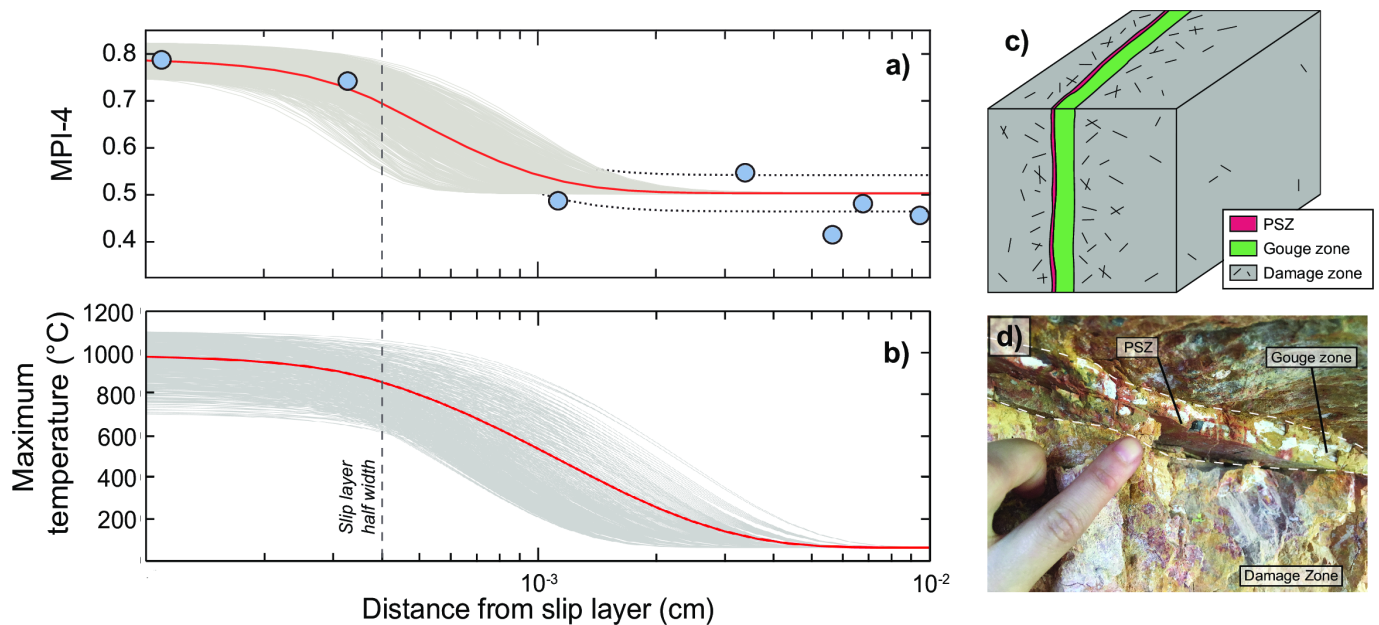 a)
0.8
0.7
0.6
0.5
0.4
MPI-4
b)
1200
1000
800
600
400
200
Maximum
temperature (°C)
Slip layer
half width
10-3
10-2
Distance from slip layer (cm)
c)
PSZ
Gouge zone
Damage zone
d)
PSZ
Gouge zone
Damage Zone